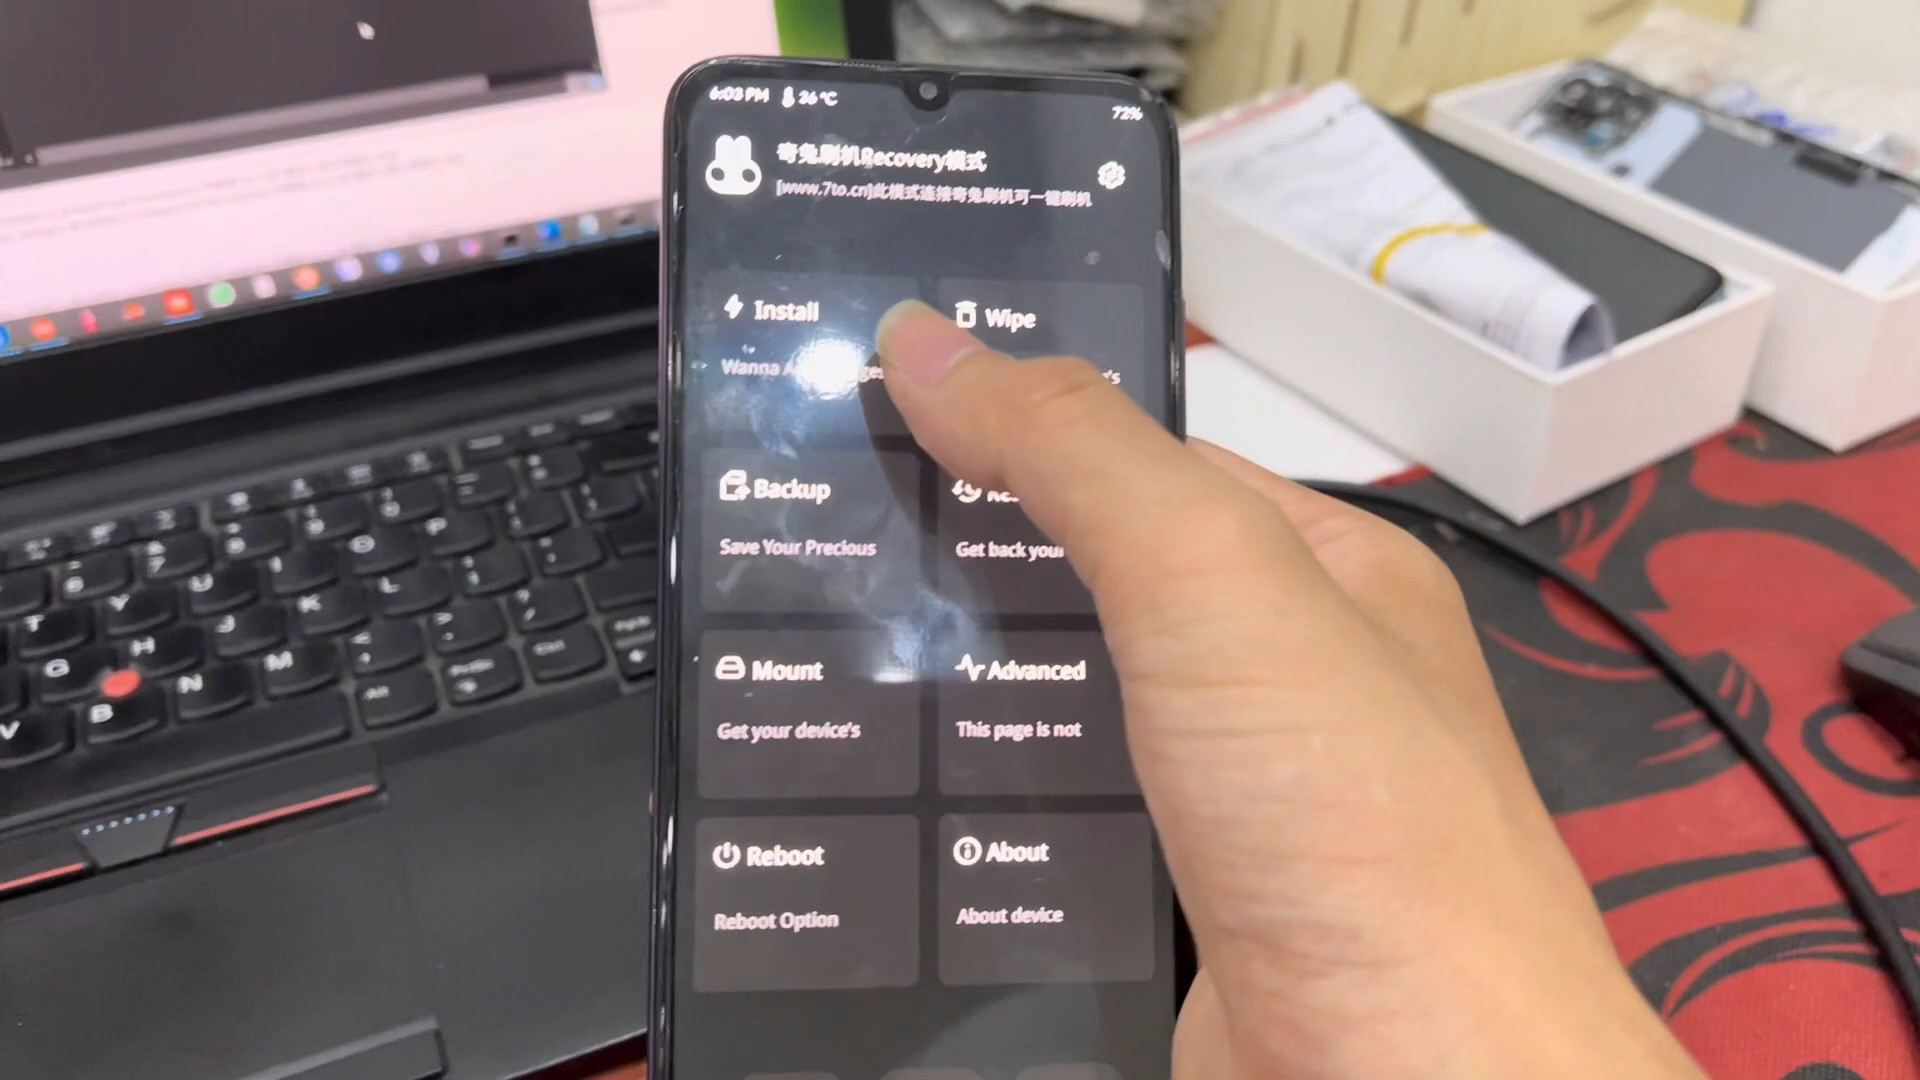 6:03 PM 26 °C
72%
奇兔刷机Recovery模式
[www.7to.cn]此模式连接奇兔刷机可一键刷机
Install
Wipe
Wanna
Backup
Save Your Precious
Get back your
Mount
Advanced
Get your device's
This page is not
Reboot
About
Reboot Option
About device
P
U
Y
T
K
L
J
H
G
M
N
B
V
Alt
Ctrl